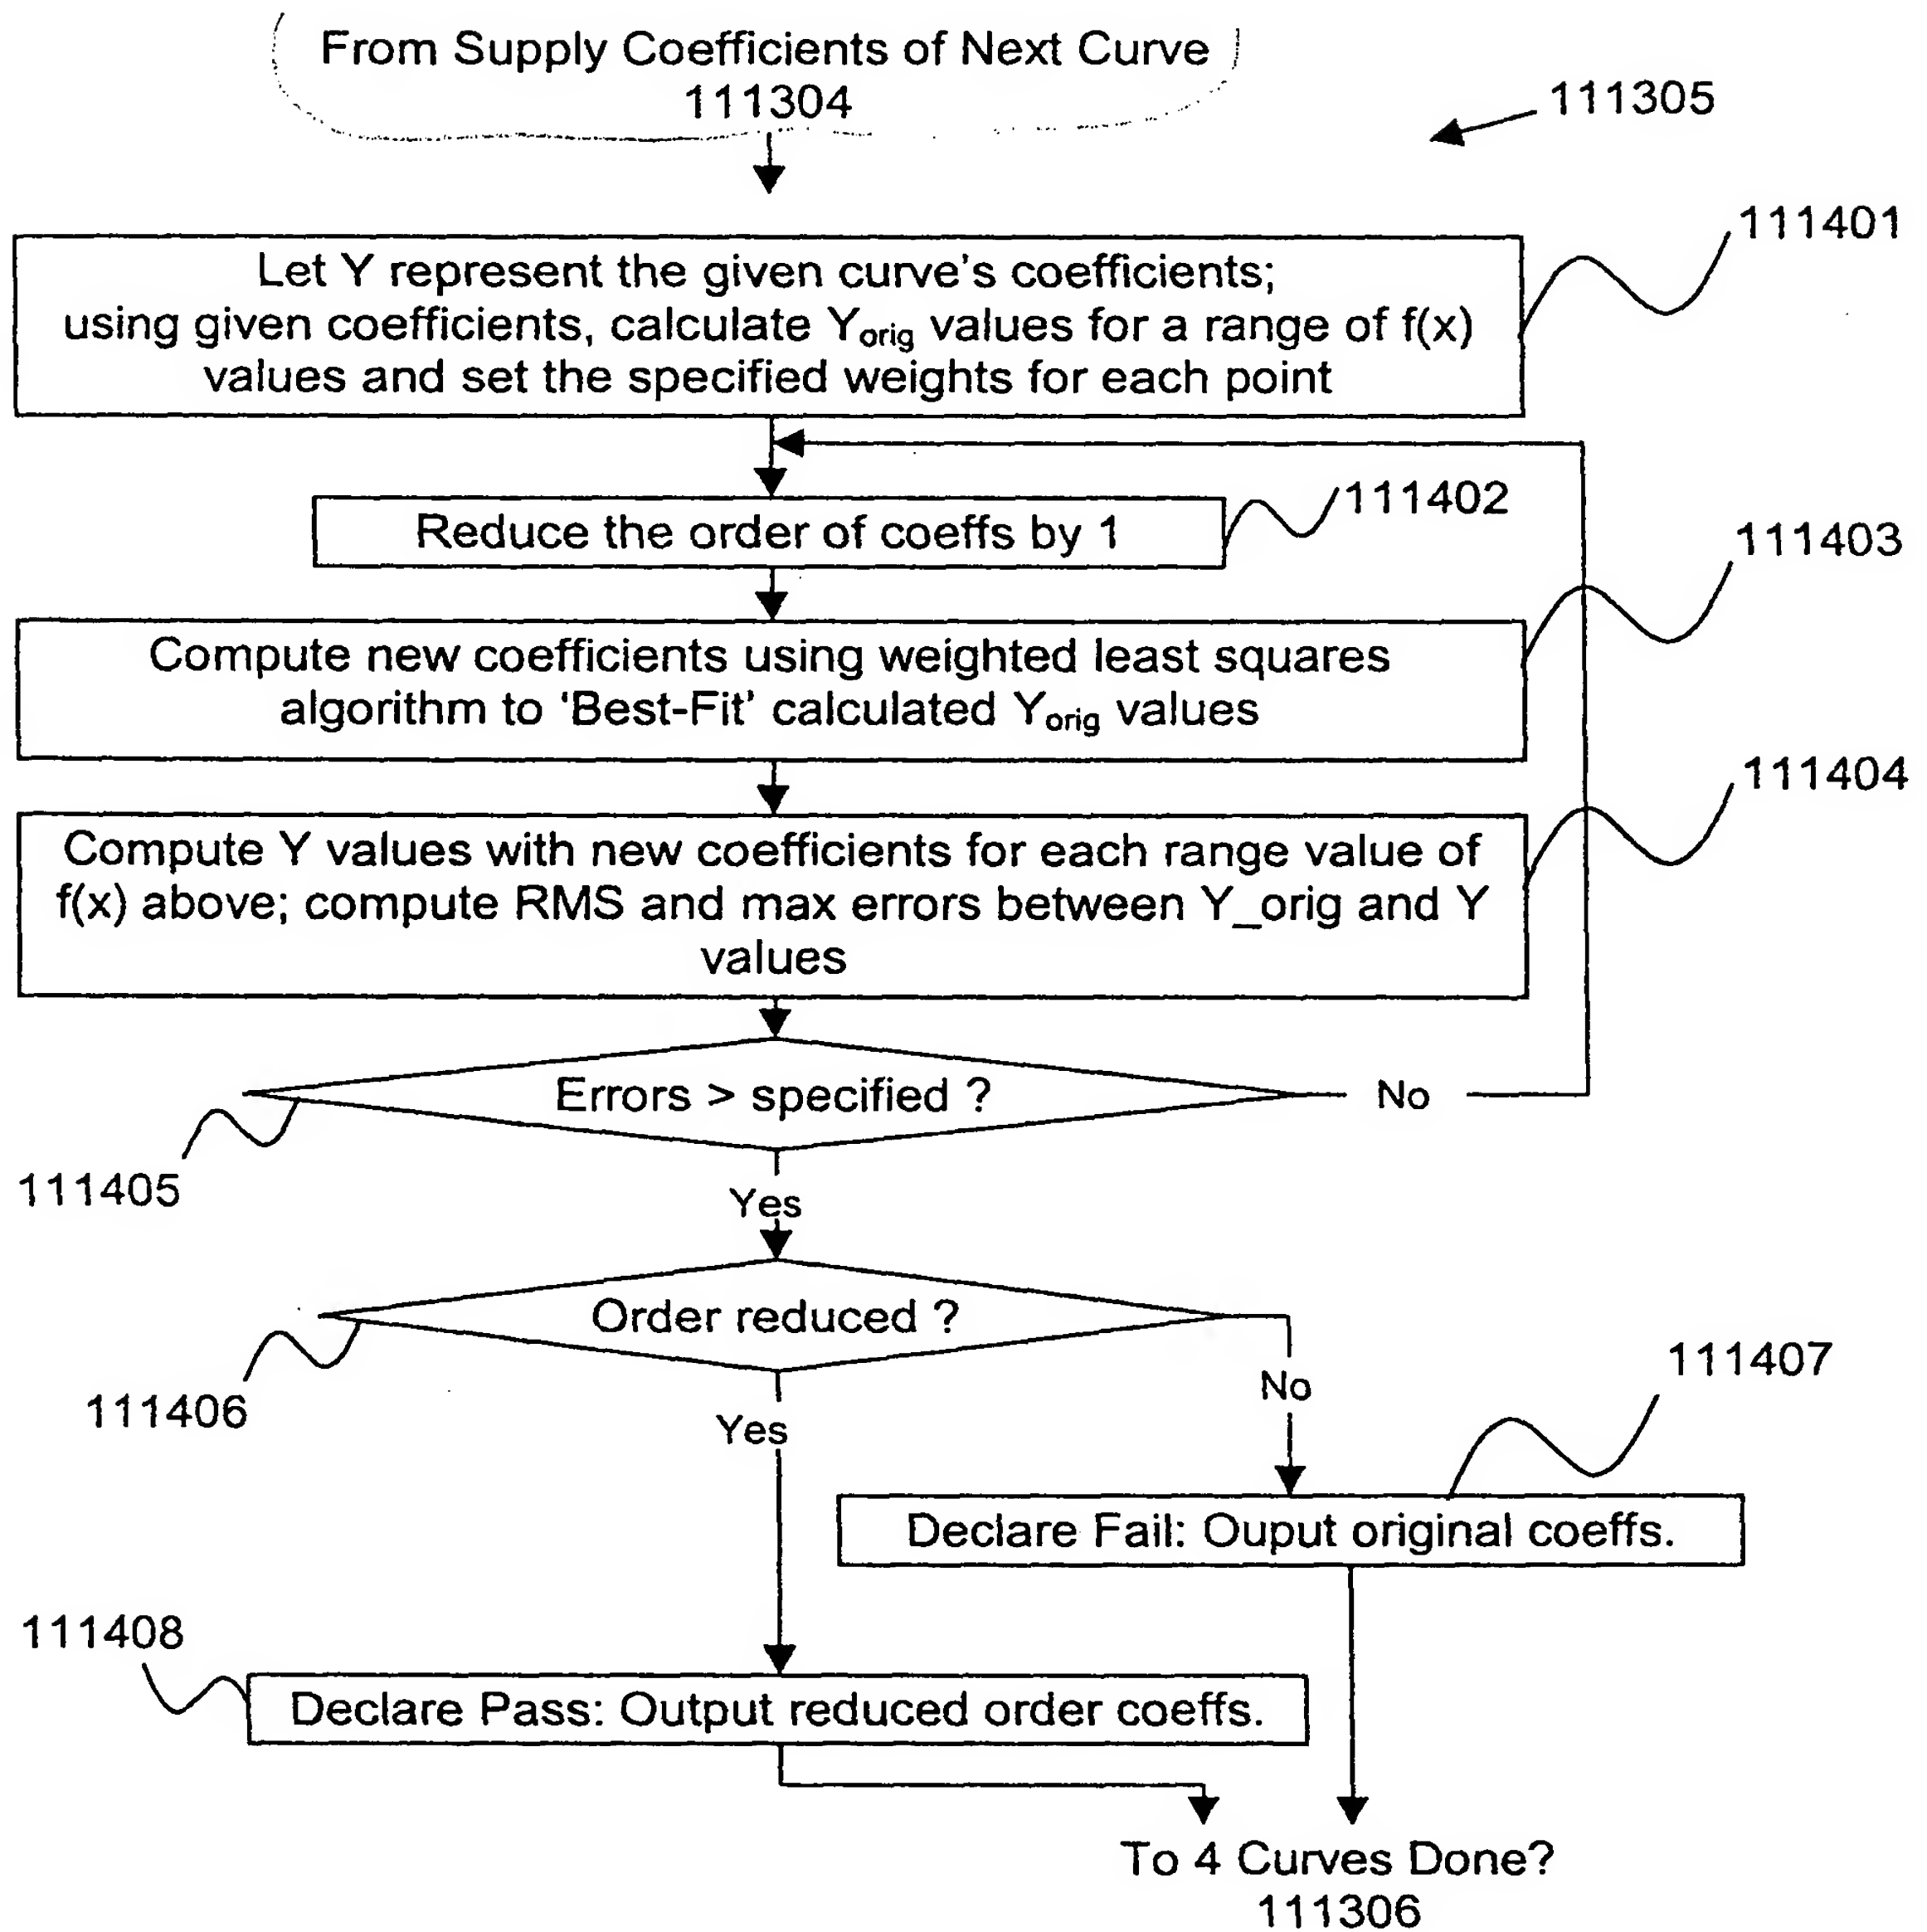 From Supply Coefficients of Next Curve
111304
111305
111401
Let Y represent the given curve's coefficients;
using given coefficients, calculate Yorig values for a range of f(x)
values and set the specified weights for each point
111402
Reduce the order of coeffs by 1
111403
Compute new coefficients using weighted least squares
algorithm to 'Best-Fit' calculated Yorig values
111404
Compute Y values with new coefficients for each range value of
f(x) above; compute RMS and max errors between Y_orig and Y
values
Errors > specified ?
No
111405
Yes
Order reduced ?
111406
No
111407
Yes
Declare Fail: Ouput original coeffs.
111408
Declare Pass: Output reduced order coeffs.
To 4 Curves Done?
111306